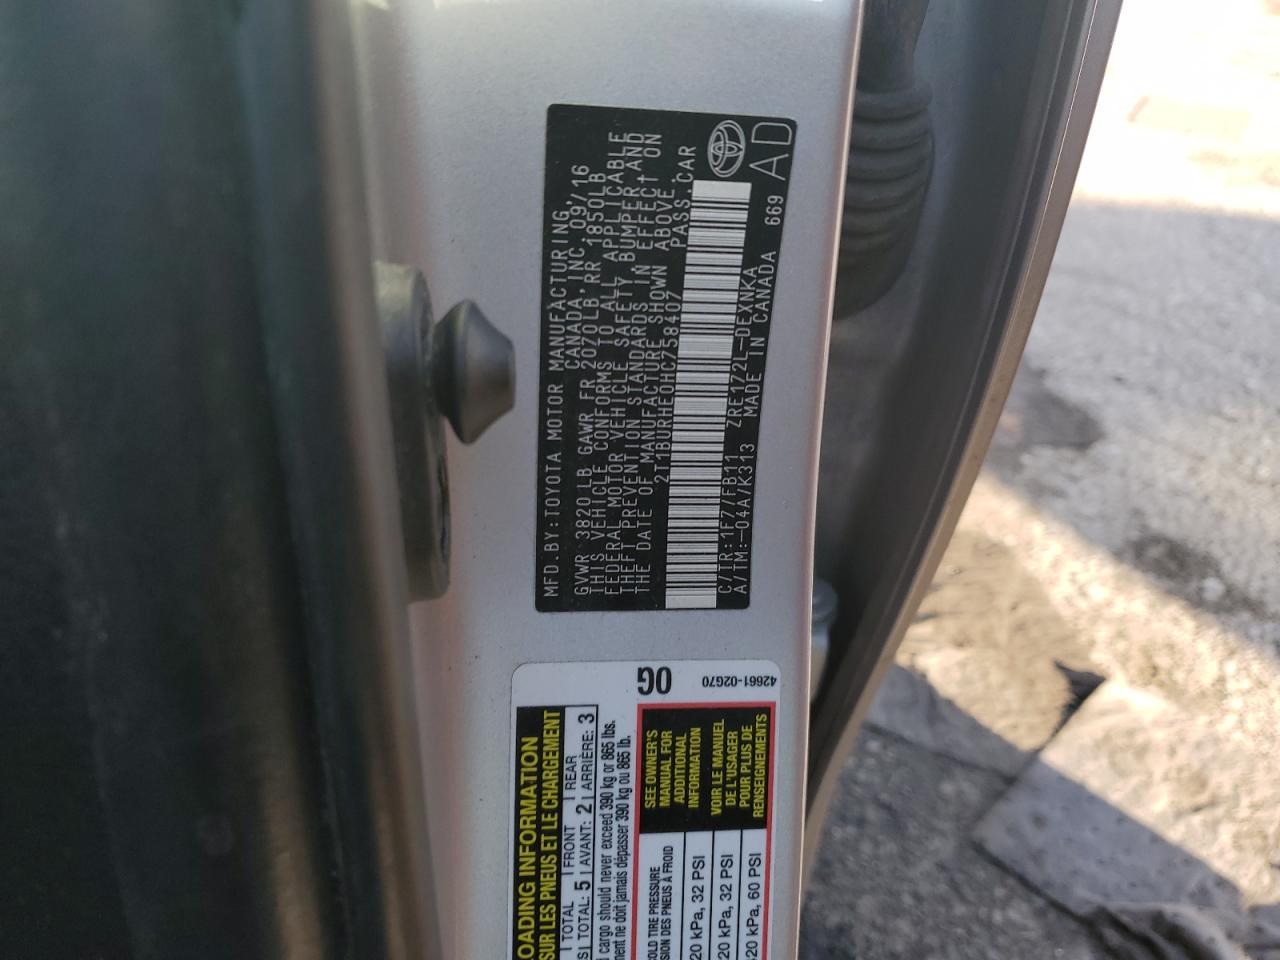 MFD.BY:TOYOTA MOTOR MANUFACTURING
CANADA, INC. 09/16
GVWR 3820 LB GAWR FR 2070LB RR 1850LB
THIS VEHICLE CONFORMS TO ALL APPLICABLE
FEDERAL MOTOR VEHICLE SAFETY, BUMPER, AND
THEFT PREVENTION STANDARDS IN EFFECT ON
THE DATE OF MANUFACTURE SHOWN ABOVE.
2T1BURHE0HC758407 PASS.CAR
C/TR:1F7/FB11 ZRE172L-DEXNKA
A/TM:-04A/K313 MADE IN CANADA 669
AD
0G
42661-02G70
LOADING INFORMATION
SUR LES PNEUS ET LE CHARGEMENT
TOTAL FRONT REAR
TOTAL: 5 AVANT: 2 ARRIÈRE: 3
cargo should never exceed 390 kg or 865 lbs.
ne doit jamais dépasser 390 kg ou 865 lb.
COLD TIRE PRESSURE
DES PNEUS À FROID
kPa, 32 PSI
kPa, 32 PSI
kPa, 60 PSI
SEE OWNER'S
MANUAL FOR
ADDITIONAL
INFORMATION
VOIR LE MANUEL
DE L'USAGER
POUR PLUS DE
RENSEIGNEMENTS